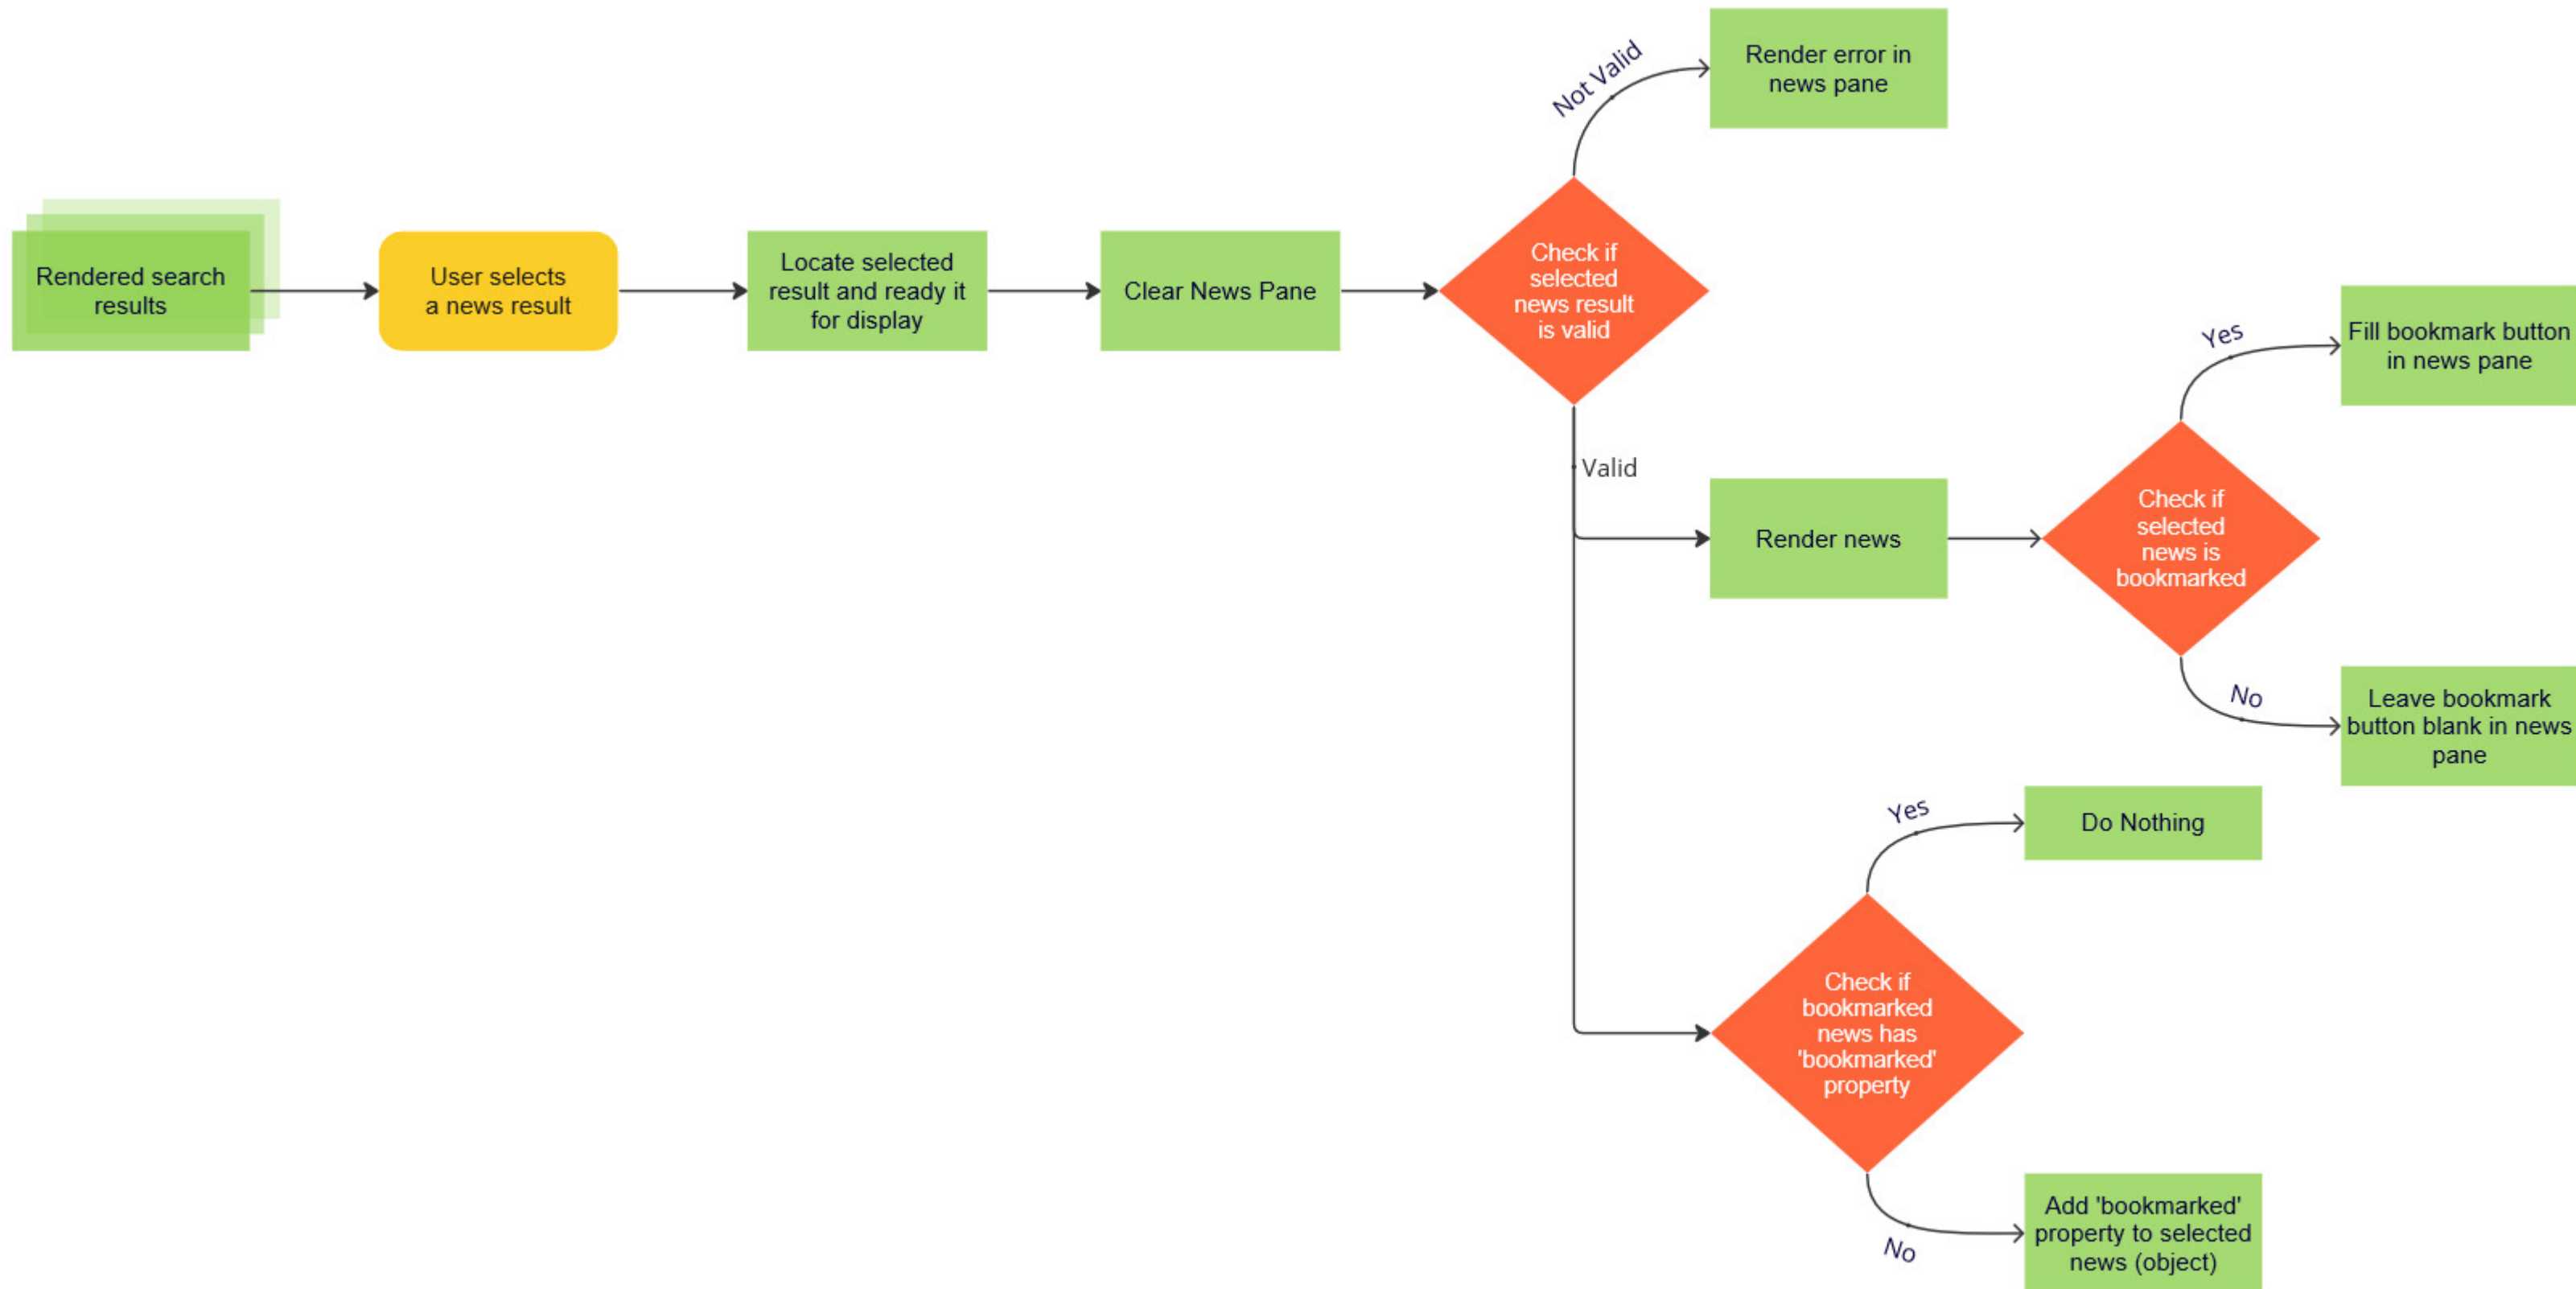 Rendered search
results
User selects
a news result
Locate selected
result and ready it
for display
Clear News Pane
Check if
selected
news result
is valid
Not Valid
Render error in
news pane
Valid
Render news
Check if
selected
news is
bookmarked
Yes
Fill bookmark button
in news pane
No
Leave bookmark
button blank in news
pane
Check if
bookmarked
news has
'bookmarked'
property
Yes
Do Nothing
No
Add 'bookmarked'
property to selected
news (object)